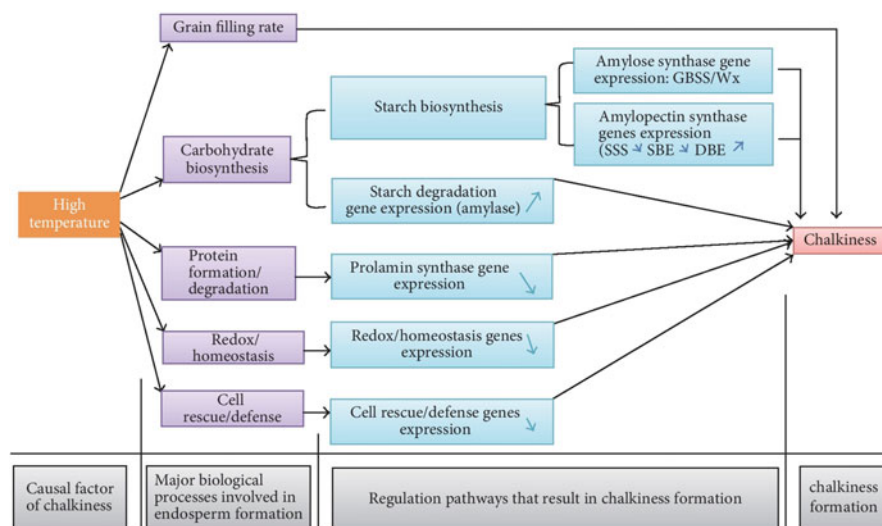 Grain filling rate
Amylose synthase gene
expression: GBSS/Wx
Starch biosynthesis
Amylopectin synthase
genes expression
(SSS ↘ SBE ↘ DBE ↗
Carbohydrate
biosynthesis
Starch degradation
gene expression (amylase) ↗
High
temperature
Chalkiness
Protein
formation/
degradation
Prolamin synthase gene
expression ↘
Redox/
homeostasis
Redox/homeostasis genes
expression ↘
Cell
rescue/defense
Cell rescue/defense genes
expression ↘
Causal factor
of chalkiness
Major biological
processes involved in
endosperm formation
Regulation pathways that result in chalkiness formation
chalkiness
formation